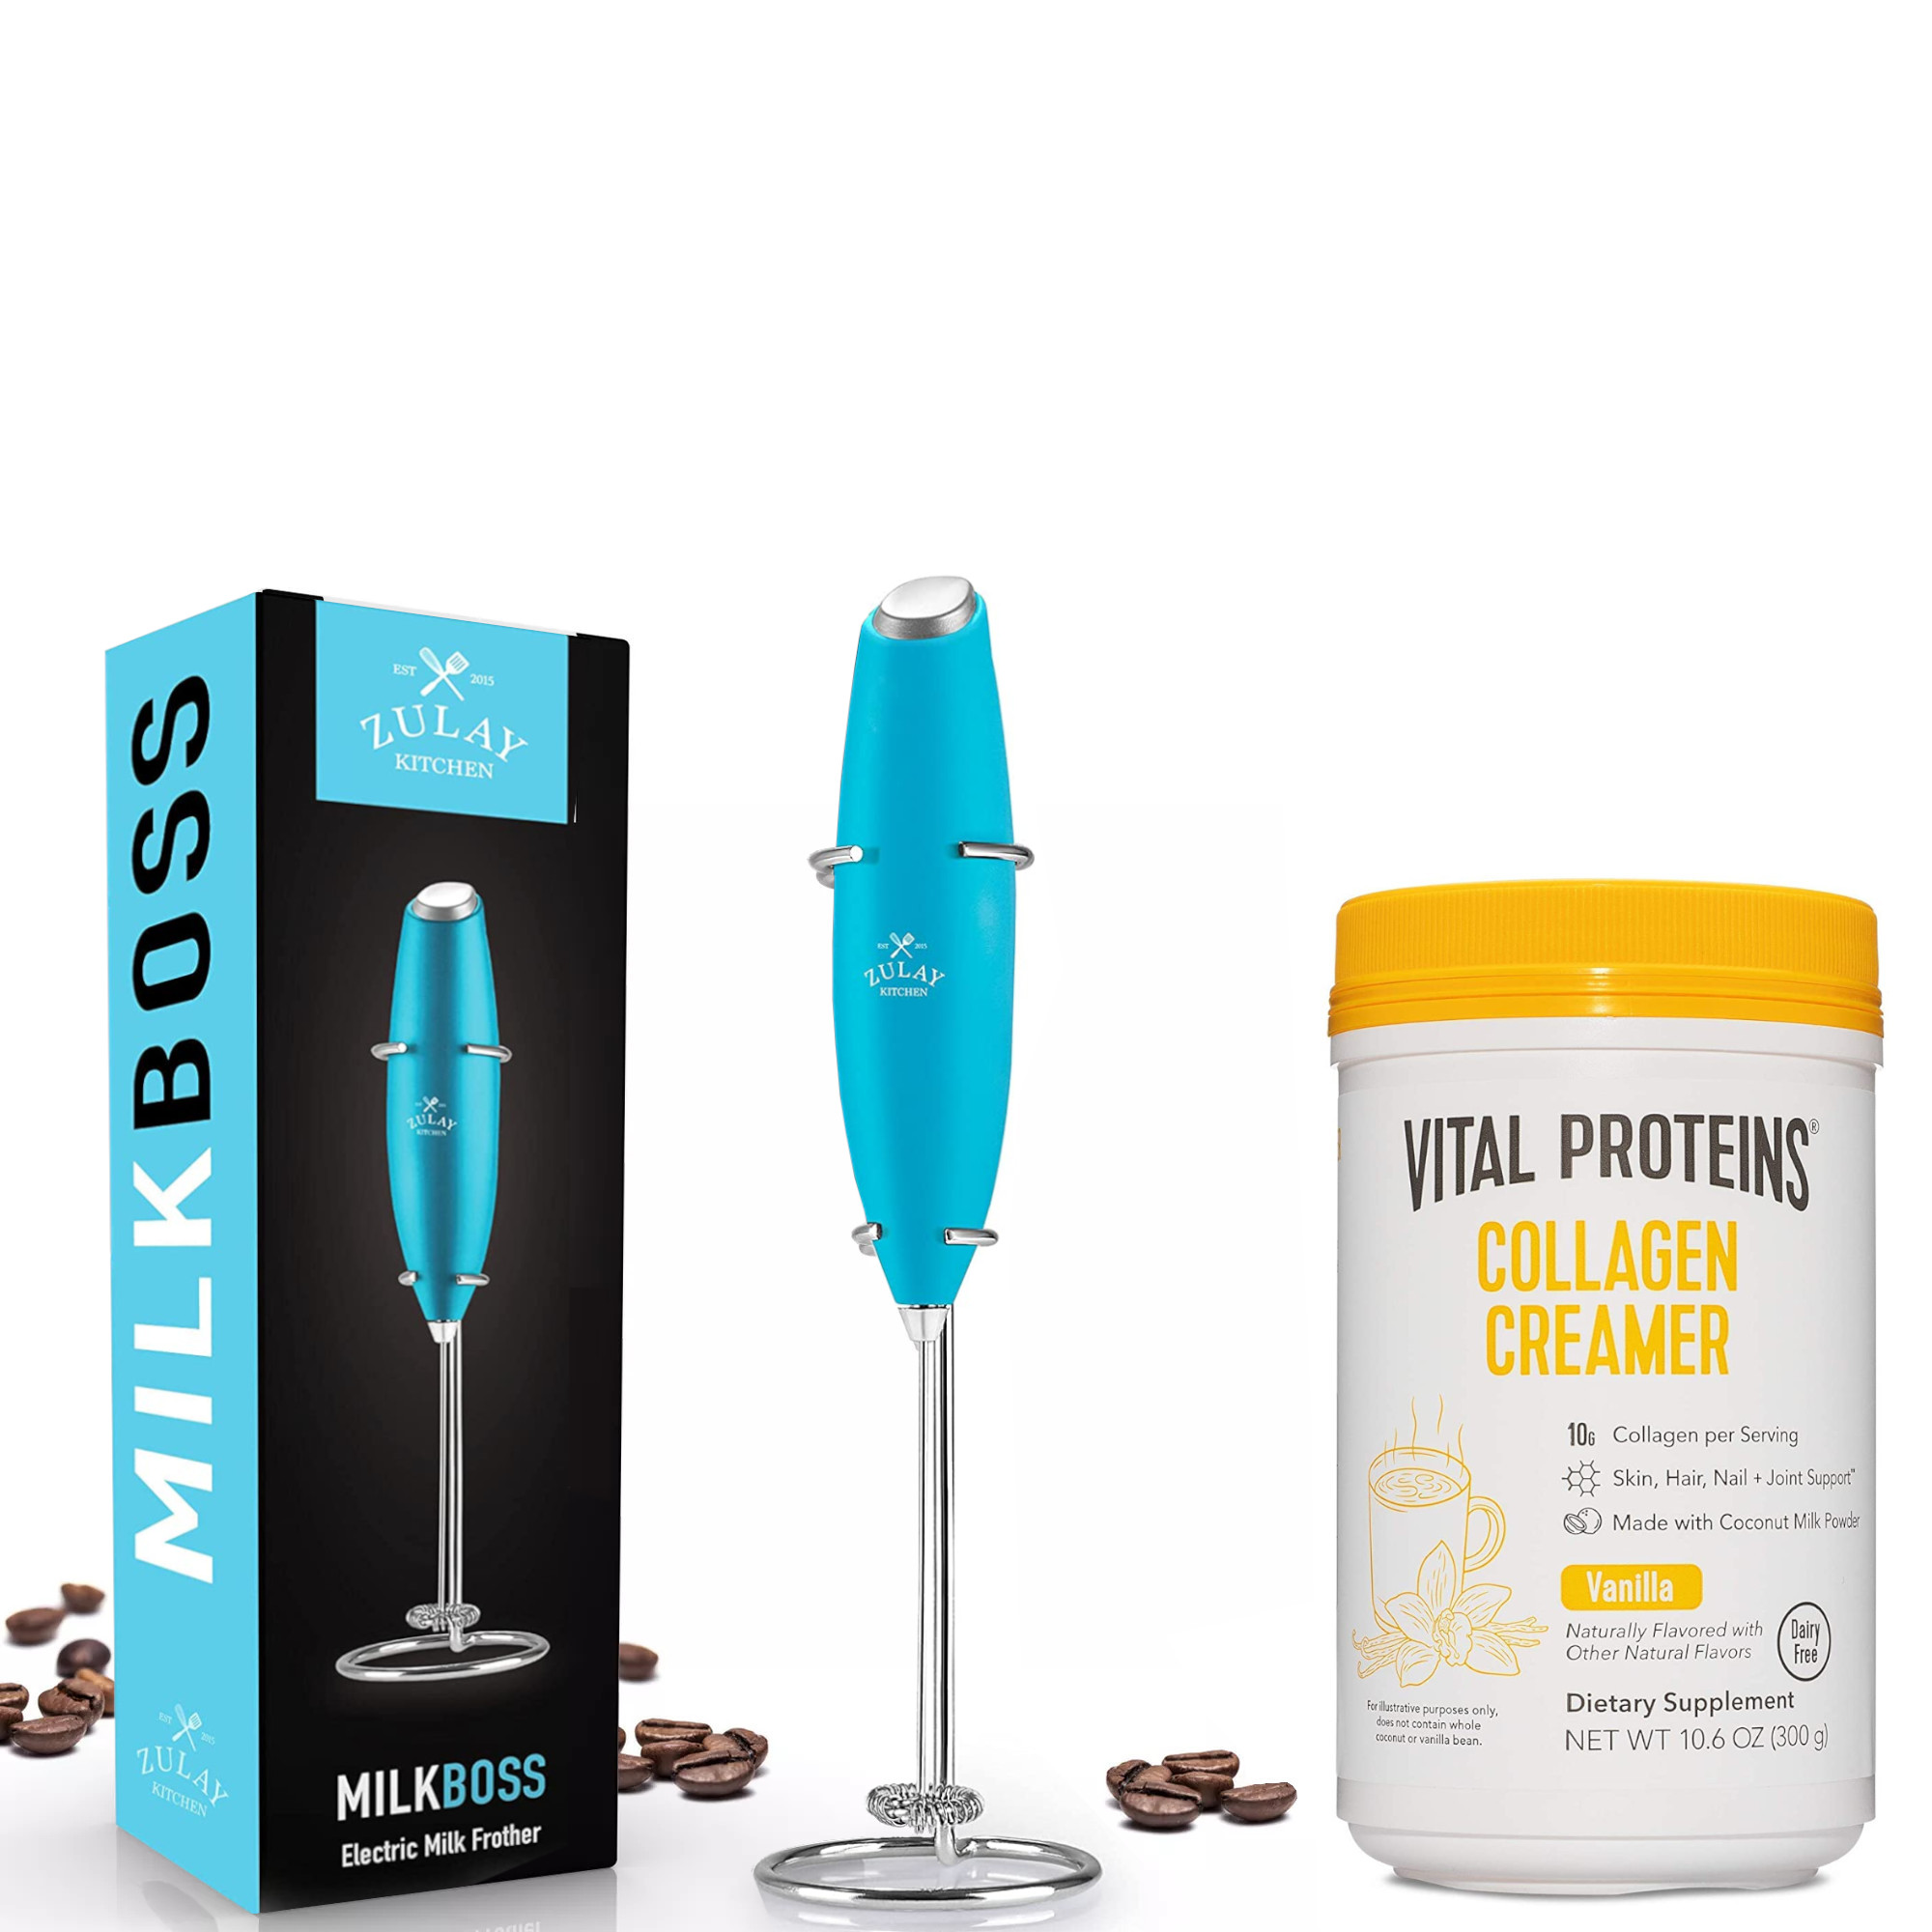 MILKBOSS
EST 2015
ZULAY
KITCHEN
EST 2015
ZULAY
KITCHEN
ZULAY
KITCHEN
MILKBOSS
Electric Milk Frother
EST 2015
ZULAY
KITCHEN
VITAL PROTEINS®
COLLAGEN
CREAMER
10G Collagen per Serving
Skin, Hair, Nail + Joint Support**
Made with Coconut Milk Powder
Vanilla
Naturally Flavored with
Other Natural Flavors
Dairy
Free
For illustrative purposes only,
does not contain whole
coconut or vanilla bean.
Dietary Supplement
NET WT 10.6 OZ (300 g)